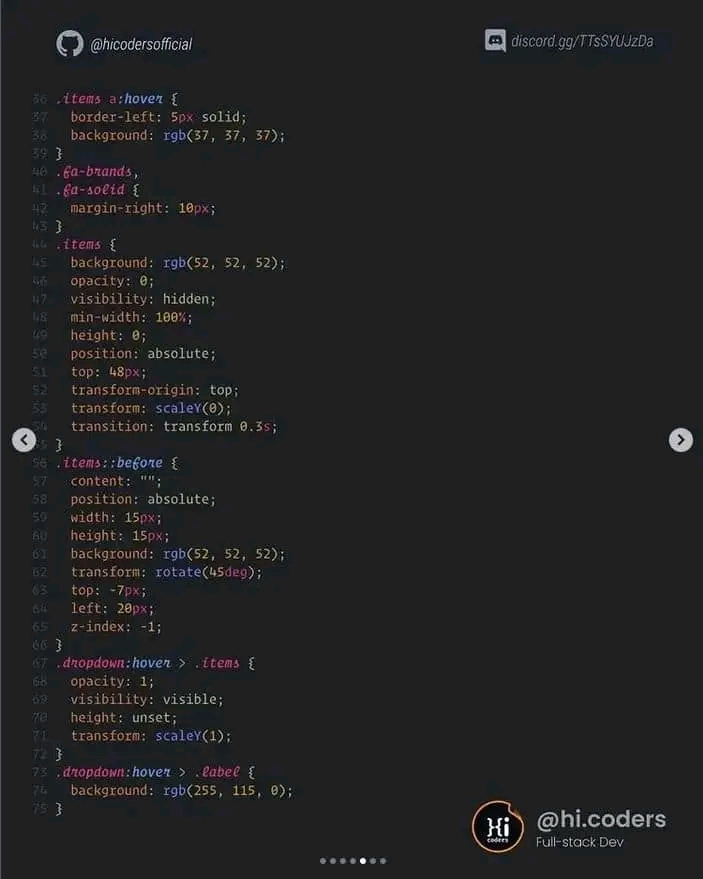 @hicodersofficial
discord.gg/TTsSYUJzDa
36 .items a:hover {
37 border-left: 5px solid;
38 background: rgb(37, 37, 37);
39 }
40 .fa-brands,
41 .fa-solid {
42 margin-right: 10px;
43 }
44 .items {
45 background: rgb(52, 52, 52);
46 opacity: 0;
47 visibility: hidden;
48 min-width: 100%;
49 height: 0;
50 position: absolute;
51 top: 48px;
52 transform-origin: top;
53 transform: scaleY(0);
54 transition: transform 0.3s;
55 }
56 .items::before {
57 content: "";
58 position: absolute;
59 width: 15px;
60 height: 15px;
61 background: rgb(52, 52, 52);
62 transform: rotate(45deg);
63 top: -7px;
64 left: 20px;
65 z-index: -1;
66 }
67 .dropdown:hover > .items {
68 opacity: 1;
69 visibility: visible;
70 height: unset;
71 transform: scaleY(1);
72 }
73 .dropdown:hover > .label {
74 background: rgb(255, 115, 0);
75 }
Hi
coders
@hi.coders
Full-stack Dev